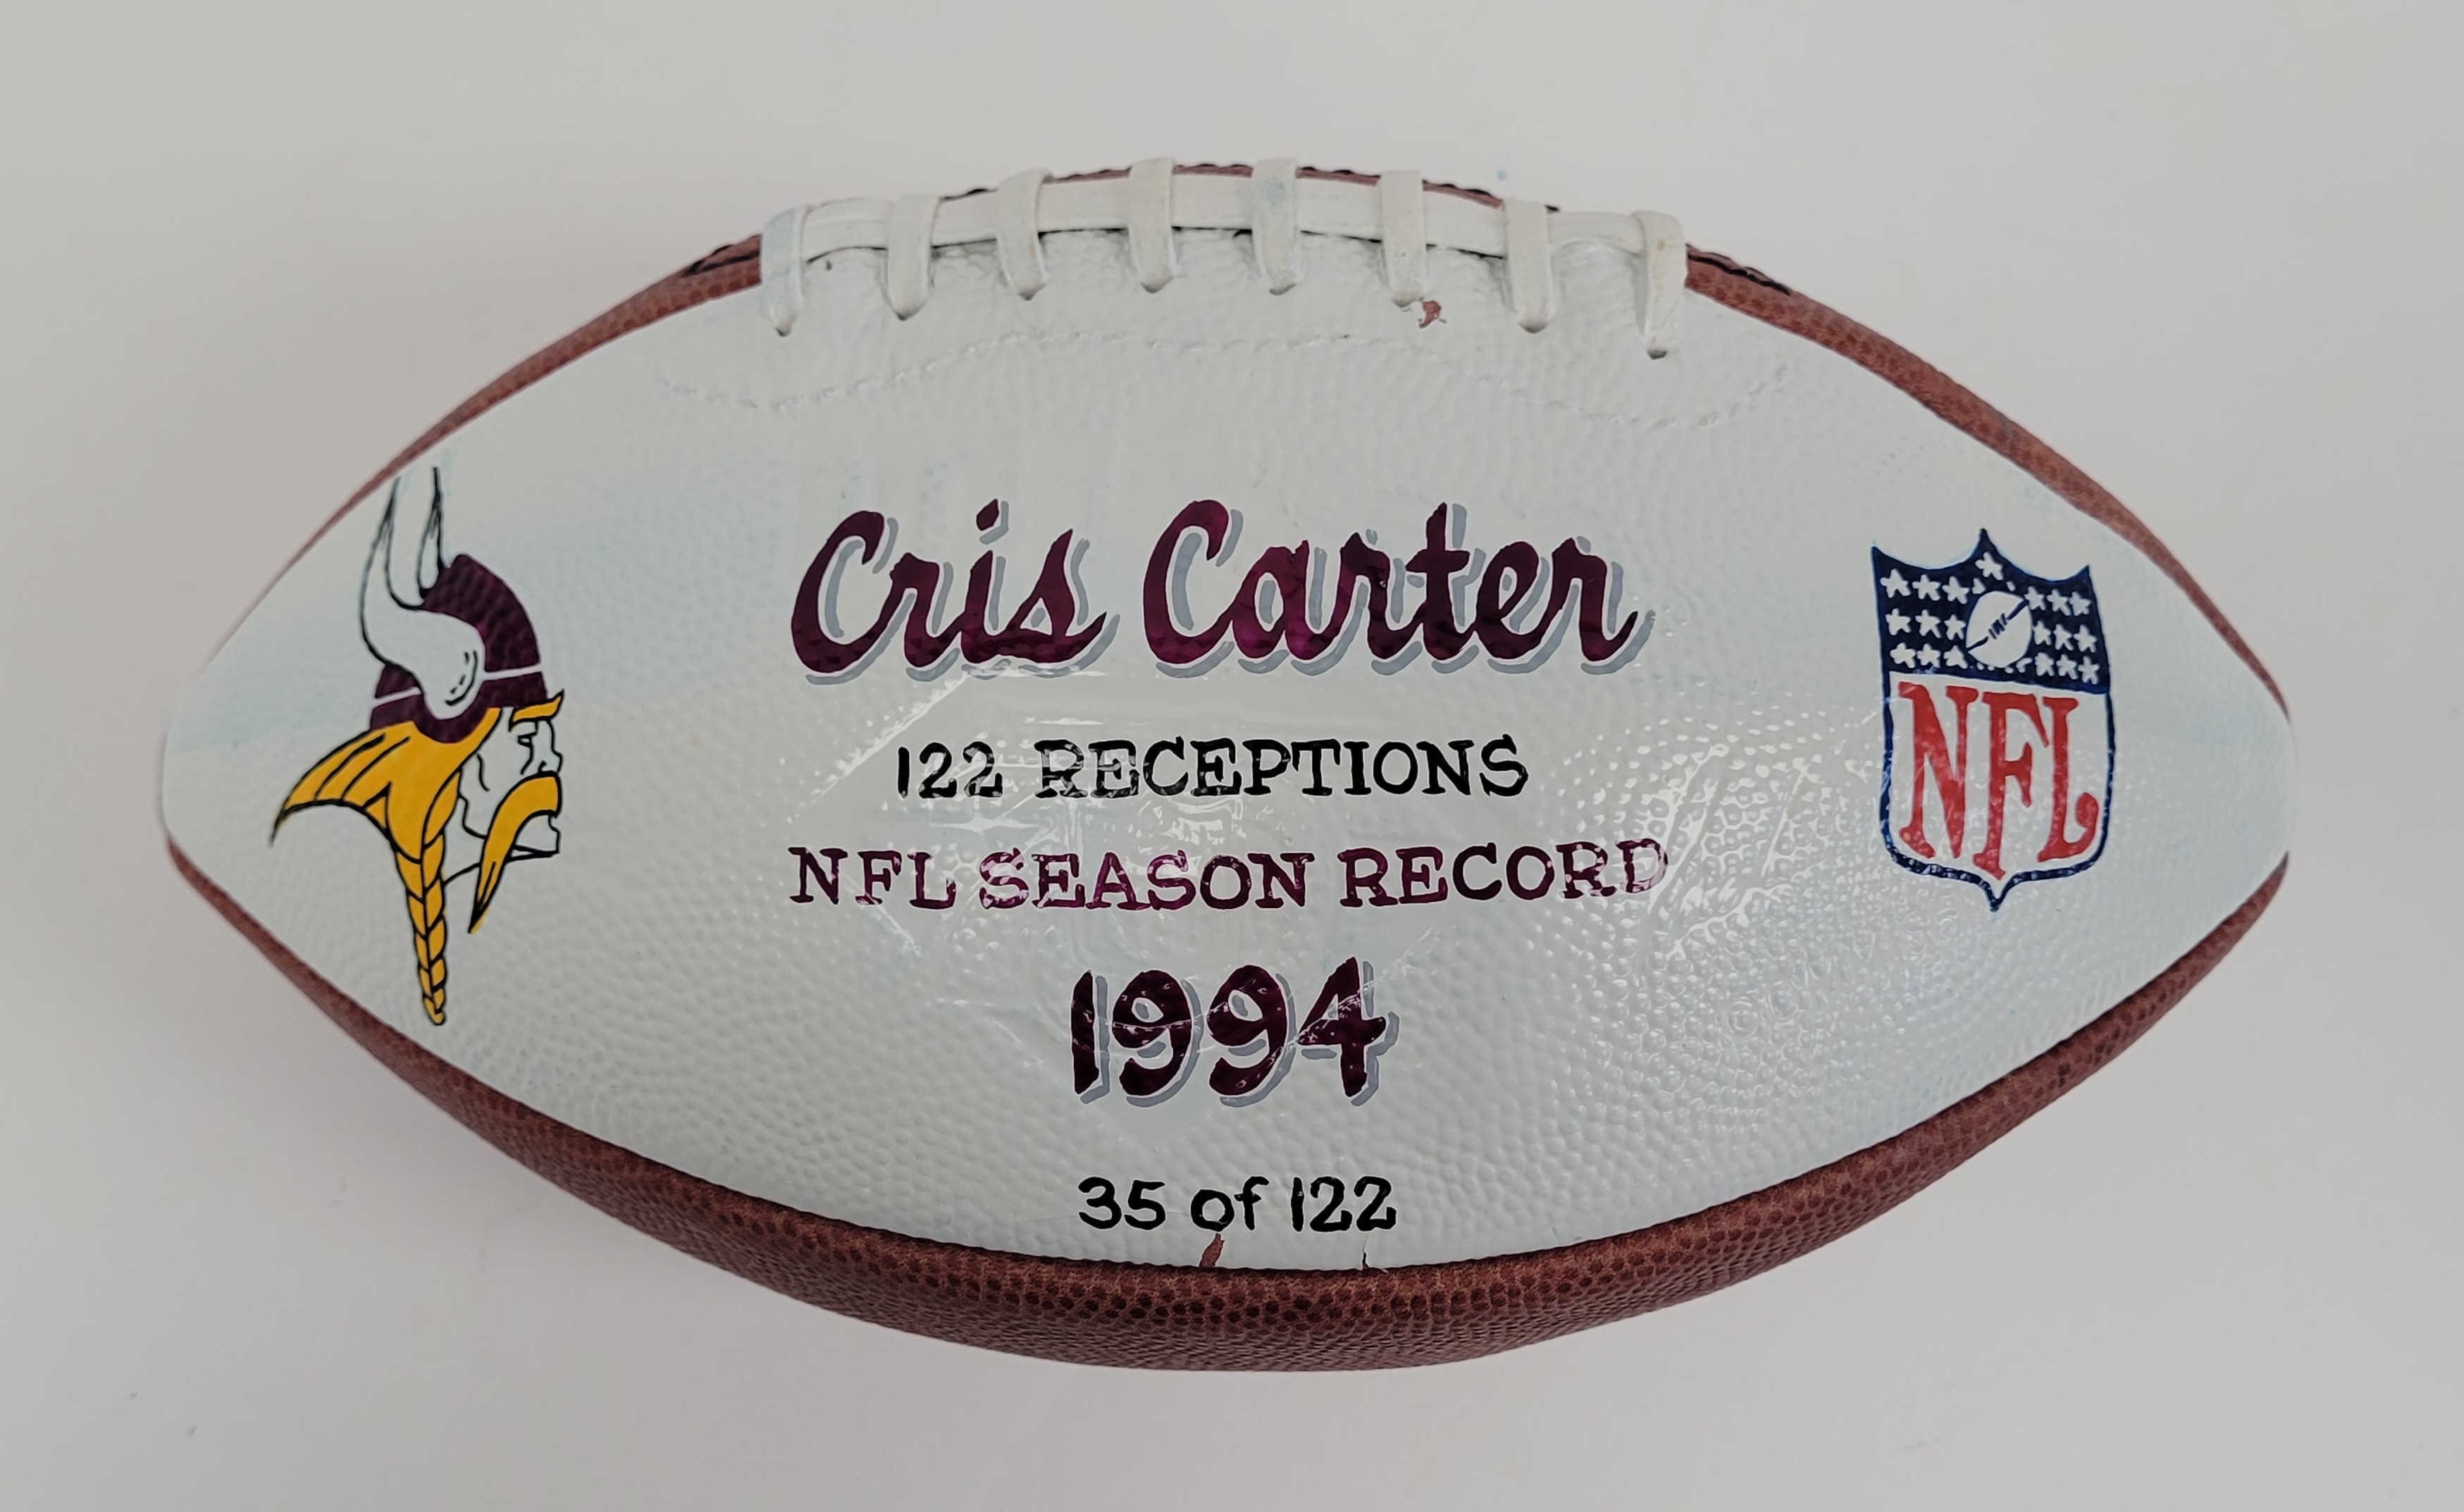 Cris Carter
122 RECEPTIONS
NFL SEASON RECORD
1994
35 of 122
NFL